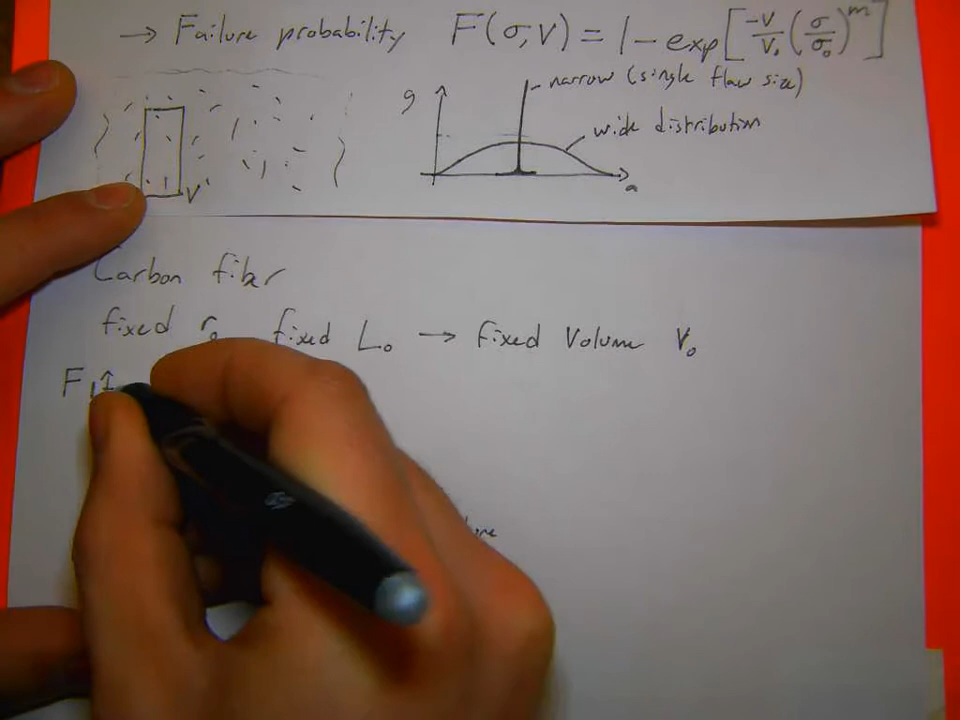 → Failure probability F(σ,V) = 1 - exp[-V/V₀ (σ/σ₀)^m]
g narrow (single flaw size)
wide distribution
a
V
Carbon fiber
fixed r₀ fixed L₀ → fixed Volume V₀
F